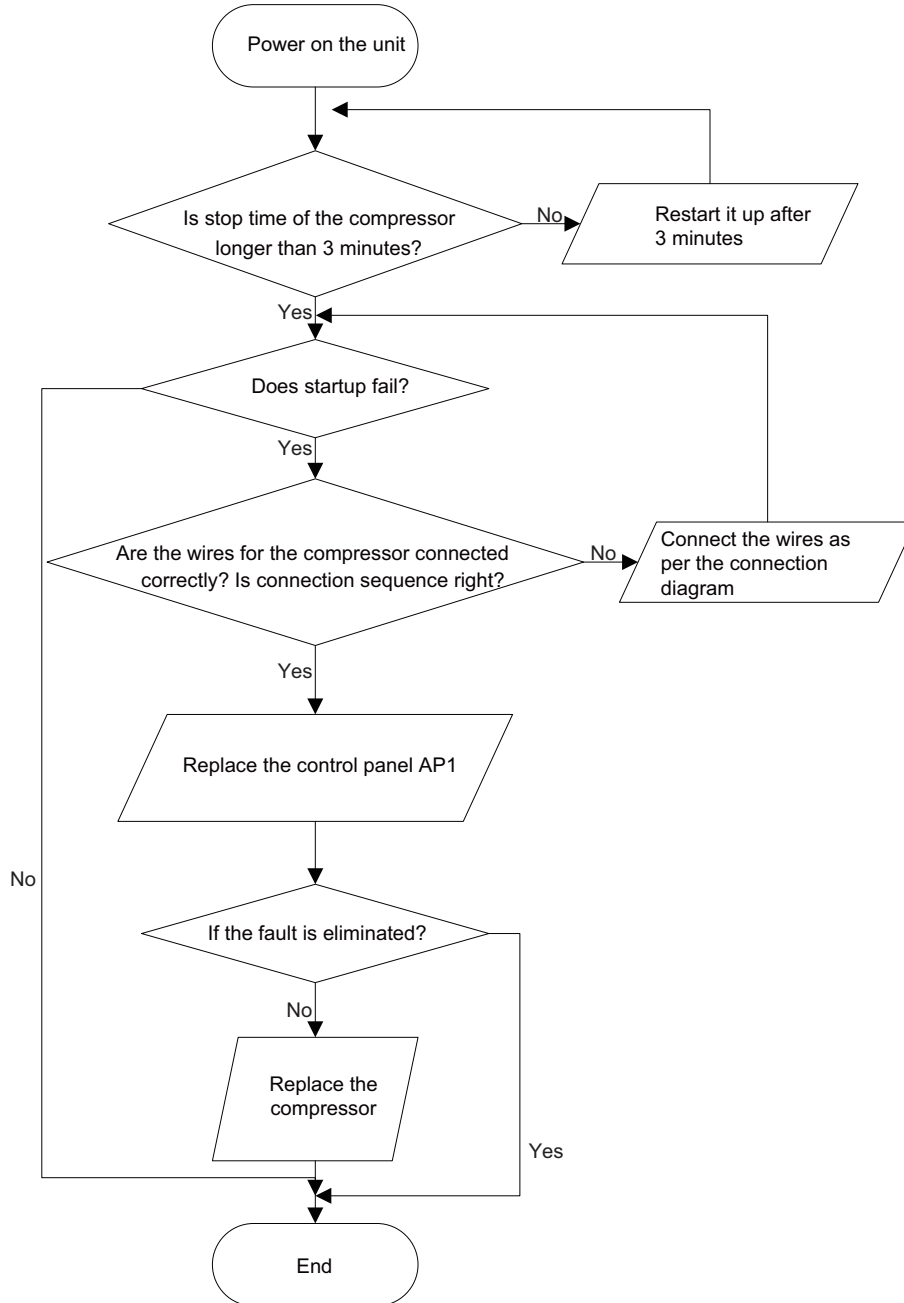 Power on the unit
Is stop time of the compressor
longer than 3 minutes?
No
Restart it up after
3 minutes
Yes
Does startup fail?
Yes
Are the wires for the compressor connected
correctly? Is connection sequence right?
No
Connect the wires as
per the connection
diagram
Yes
Replace the control panel AP1
No
If the fault is eliminated?
No
Replace the
compressor
Yes
End